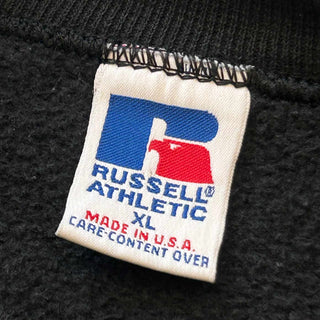 RUSSELL®
ATHLETIC
XL
MADE IN U.S.A.
CARE-CONTENT OVER